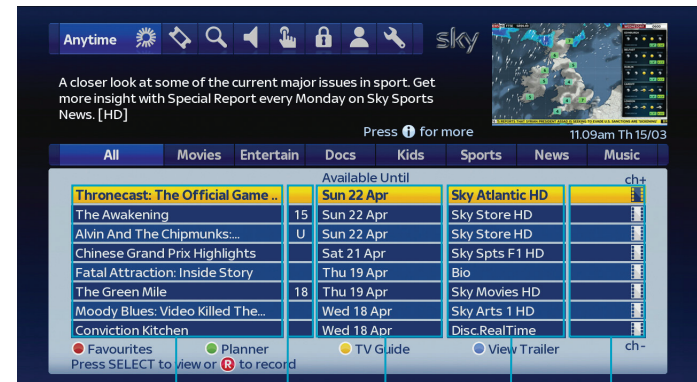 Anytime sky
A closer look at some of the current major issues in sport. Get
more insight with Special Report every Monday on Sky Sports
News. [HD]
Press i for more
11.09am Th 15/03
All Movies Entertain Docs Kids Sports News Music
Available Until ch+
Thronecast: The Official Game .. Sun 22 Apr Sky Atlantic HD
The Awakening 15 Sun 22 Apr Sky Store HD
Alvin And The Chipmunks:... U Sun 22 Apr Sky Store HD
Chinese Grand Prix Highlights Sat 21 Apr Sky Spts F1 HD
Fatal Attraction: Inside Story Thu 19 Apr Bio
The Green Mile 18 Thu 19 Apr Sky Movies HD
Moody Blues: Video Killed The... Wed 18 Apr Sky Arts 1 HD
Conviction Kitchen Wed 18 Apr Disc.RealTime
Favourites Planner TV Guide View Trailer ch-
Press SELECT to view or R to record